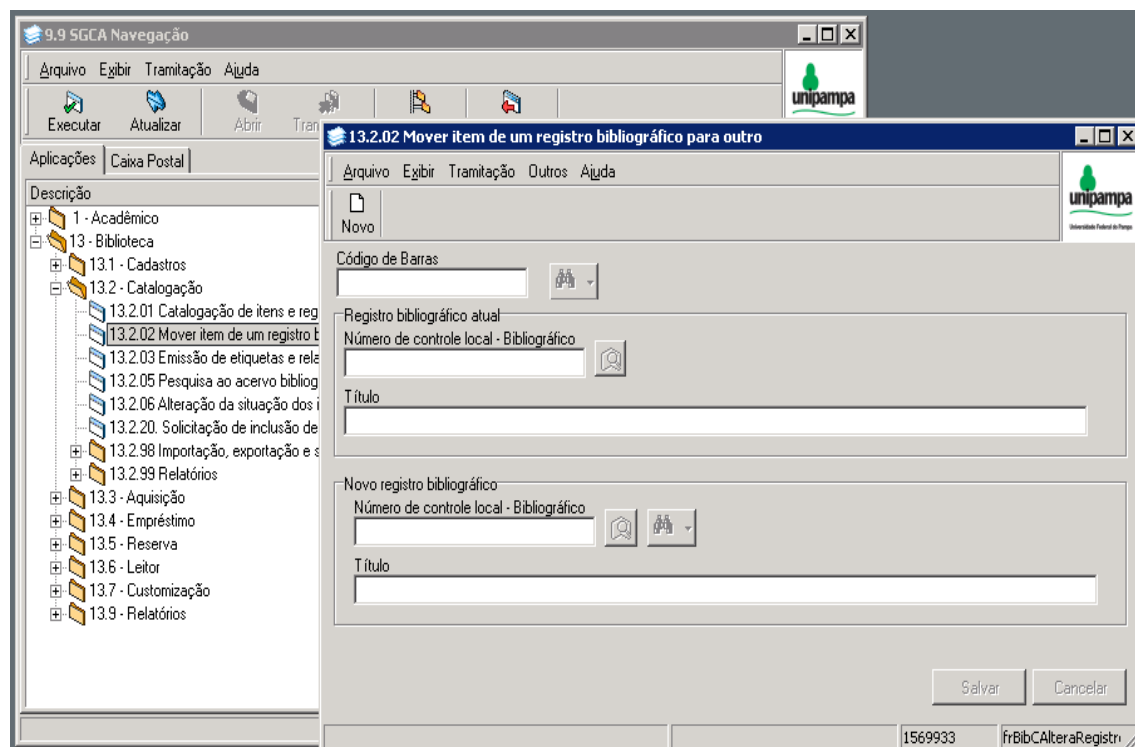 9.9 SGCA Navegação
Arquivo Exibir Tramitação Ajuda
Executar Atualizar Abrir Tran
unipampa
Aplicações Caixa Postal
Descrição
1 - Acadêmico
13 - Biblioteca
13.1 - Cadastros
13.2 - Catalogação
13.2.01 Catalogação de itens e reg
13.2.02 Mover item de um registro b
13.2.03 Emissão de etiquetas e rela
13.2.05 Pesquisa ao acervo bibliog
13.2.06 Alteração da situação dos i
13.2.20. Solicitação de inclusão de
13.2.98 Importação, exportação e s
13.2.99 Relatórios
13.3 - Aquisição
13.4 - Empréstimo
13.5 - Reserva
13.6 - Leitor
13.7 - Customização
13.9 - Relatórios
13.2.02 Mover item de um registro bibliográfico para outro
Arquivo Exibir Tramitação Outros Ajuda
Novo
unipampa
Universidade Federal do Pampa
Código de Barras
Registro bibliográfico atual
Número de controle local - Bibliográfico
Título
Novo registro bibliográfico
Número de controle local - Bibliográfico
Título
Salvar Cancelar
1569933 frBibCAlteraRegistr